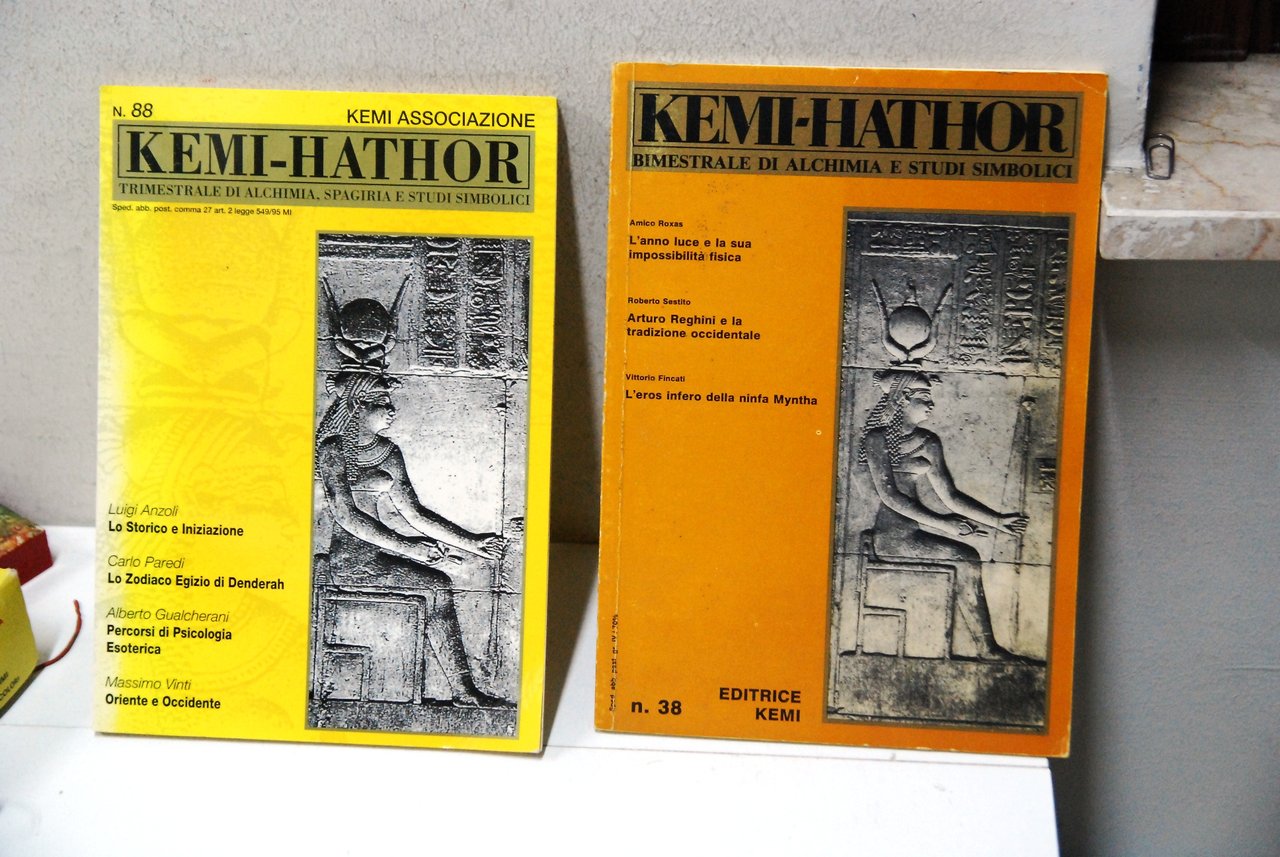 N. 88
KEMI ASSOCIAZIONE
KEMI-HATHOR
TRIMESTRALE DI ALCHIMIA, SPAGIRIA E STUDI SIMBOLICI
Sped. abb. post. comma 27 art. 2 legge 549/95 MI
Luigi Anzoli
Lo Storico e Iniziazione
Carlo Paredi
Lo Zodiaco Egizio di Denderah
Alberto Gualcherani
Percorsi di Psicologia
Esoterica
Massimo Vinti
Oriente e Occidente
KEMI-HATHOR
BIMESTRALE DI ALCHIMIA E STUDI SIMBOLICI
Amico Roxas
L'anno luce e la sua
impossibilità fisica
Roberto Sestito
Arturo Reghini e la
tradizione occidentale
Vittorio Fincati
L'eros infero della ninfa Myntha
n. 38
EDITRICE
KEMI